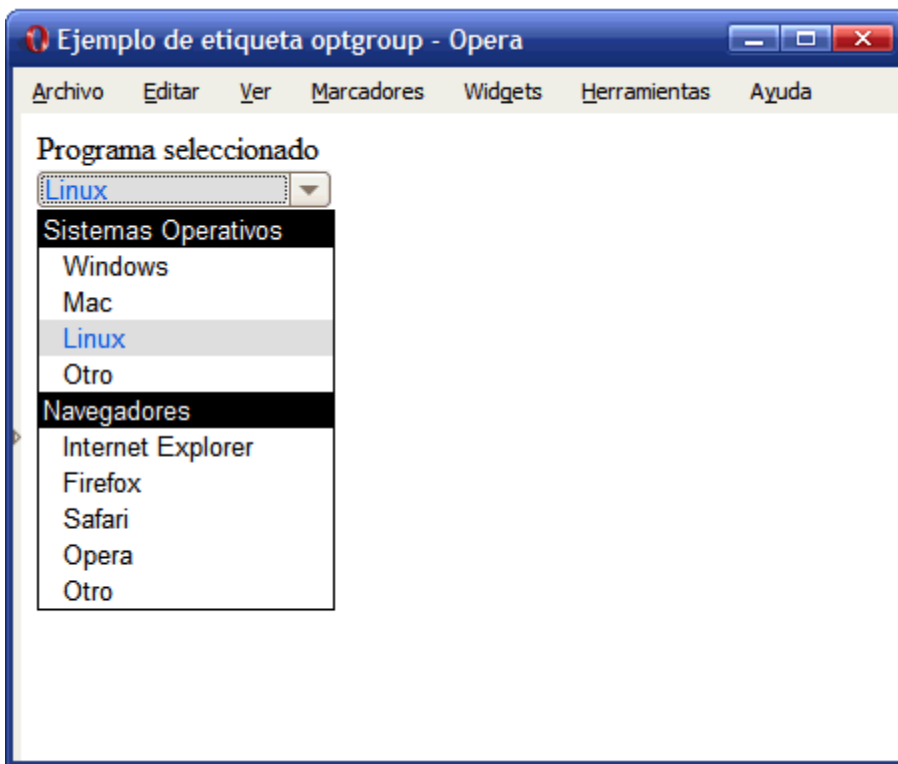 Ejemplo de etiqueta optgroup - Opera
Archivo Editar Ver Marcadores Widgets Herramientas Ayuda
Programa seleccionado
Linux
Sistemas Operativos
Windows
Mac
Linux
Otro
Navegadores
Internet Explorer
Firefox
Safari
Opera
Otro